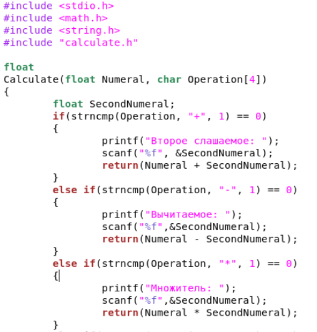 #include <stdio.h>
#include <math.h>
#include <string.h>
#include "calculate.h"
float
Calculate(float Numeral, char Operation[4])
{
float SecondNumeral;
if(strncmp(Operation, "+", 1) == 0)
{
printf("Второе слашаемое: ");
scanf("%f", &SecondNumeral);
return(Numeral + SecondNumeral);
}
else if(strncmp(Operation, "-", 1) == 0)
{
printf("Вычитаемое: ");
scanf("%f",&SecondNumeral);
return(Numeral - SecondNumeral);
}
else if(strncmp(Operation, "*", 1) == 0)
{
printf("Множитель: ");
scanf("%f",&SecondNumeral);
return(Numeral * SecondNumeral);
}